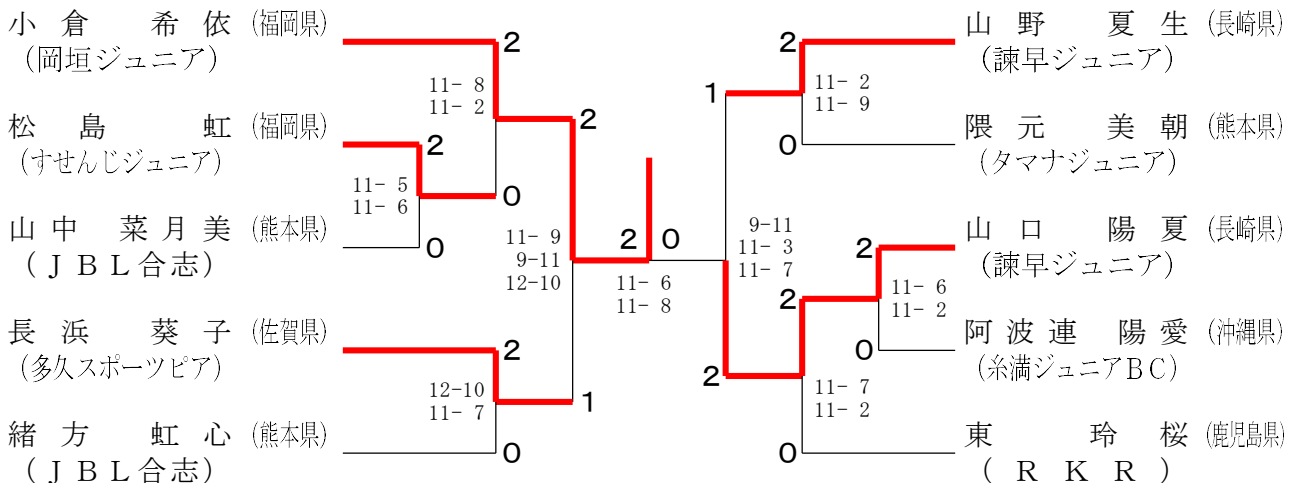 小倉 希依 (福岡県)
(岡垣ジュニア)
松島 虹 (福岡県)
(すせんじジュニア)
山中 菜月美 (熊本県)
(JBL合志)
長浜 葵子 (佐賀県)
(多久スポーツピア)
緒方 虹心 (熊本県)
(JBL合志)
2
11- 8
11- 2
0
2
11- 5
11- 6
0
2
12-10
11- 7
0
2
11- 9
9-11
12-10
1
2 0
11- 6
11- 8
1
9-11
11- 3
11- 7
2
2
11- 2
11- 9
0
2
11- 7
11- 2
0
2
11- 6
11- 2
0
山野 夏生 (長崎県)
(諫早ジュニア)
隈元 美朝 (熊本県)
(タマナジュニア)
山口 陽夏 (長崎県)
(諫早ジュニア)
阿波連 陽愛 (沖縄県)
(糸満ジュニアBC)
東 玲桜 (鹿児島県)
(RKR)